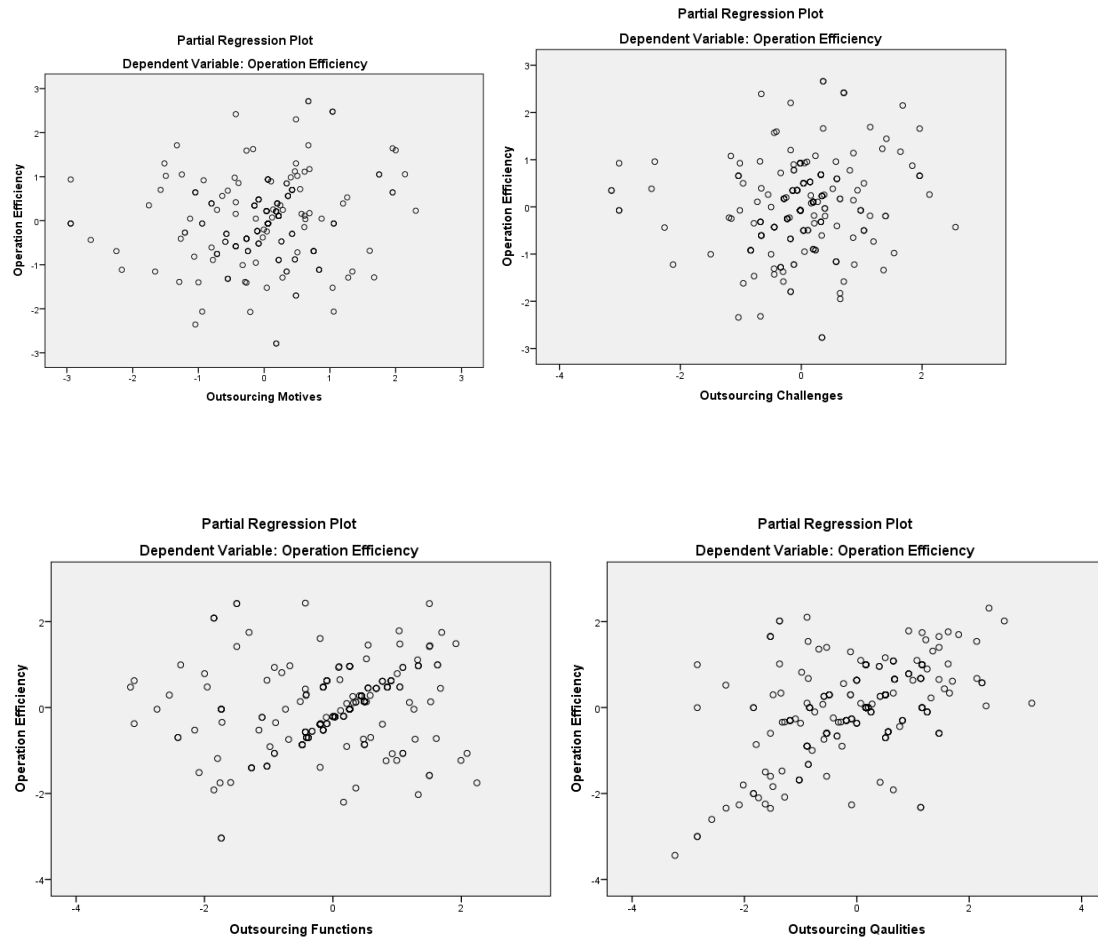 Partial Regression Plot
Dependent Variable: Operation Efficiency
Operation Efficiency
3
2
1
0
-1
-2
-3
-3
-2
-1
0
1
2
3
Outsourcing Motives
Partial Regression Plot
Dependent Variable: Operation Efficiency
Operation Efficiency
3
2
1
0
-1
-2
-3
-4
-2
0
2
Outsourcing Challenges
Partial Regression Plot
Dependent Variable: Operation Efficiency
Operation Efficiency
2
0
-2
-4
-4
-2
0
2
Outsourcing Functions
Partial Regression Plot
Dependent Variable: Operation Efficiency
Operation Efficiency
2
0
-2
-4
-4
-2
0
2
4
Outsourcing Qaulities